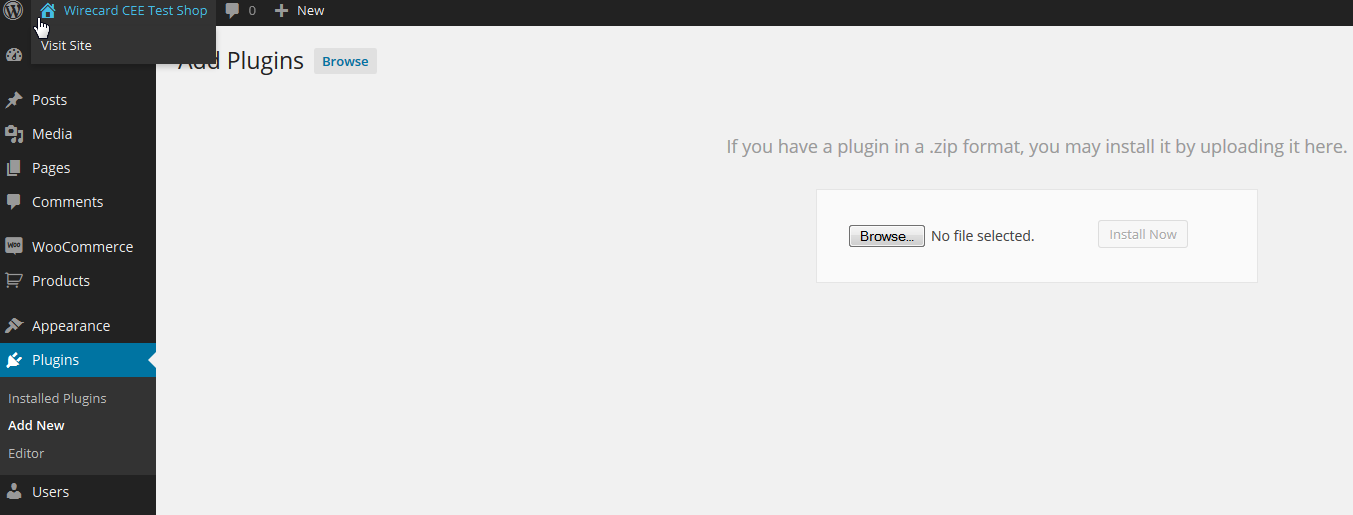 Wirecard CEE Test Shop 0 New
Visit Site
Add Plugins Browse
Posts
Media
Pages
Comments
WooCommerce
Products
Appearance
Plugins
Installed Plugins
Add New
Editor
Users
If you have a plugin in a .zip format, you may install it by uploading it here.
Browse... No file selected. Install Now